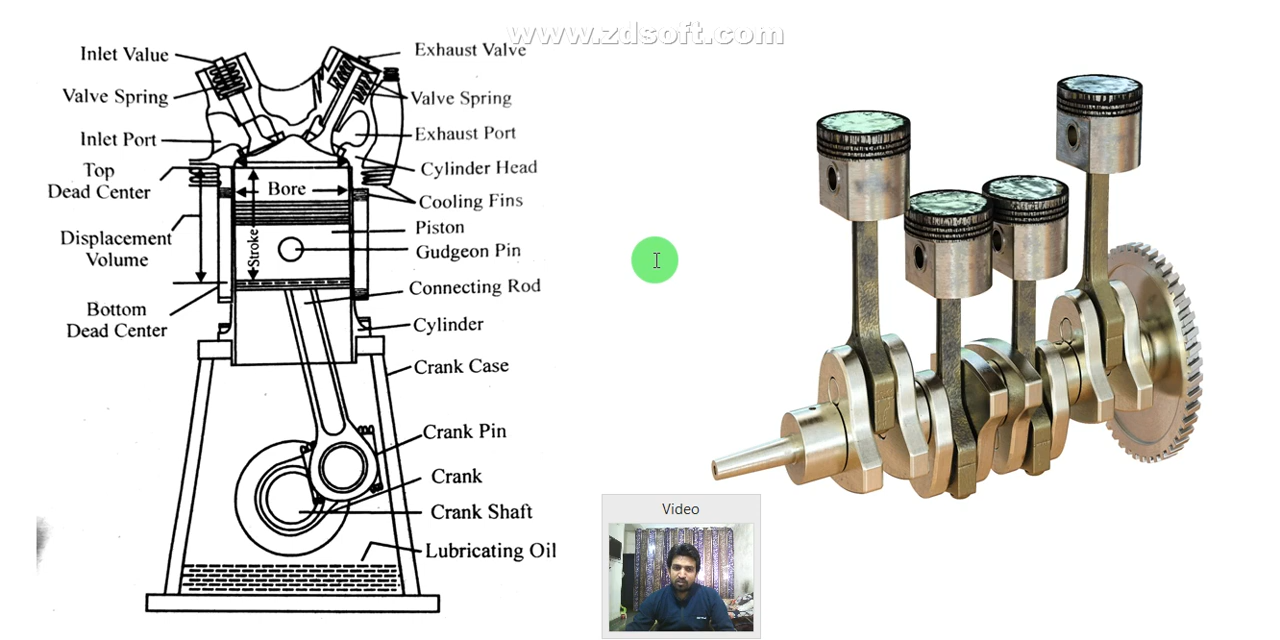 www.zdsoft.com
Inlet Value
Valve Spring
Inlet Port
Top
Dead Center
Displacement
Volume
Bottom
Dead Center
Bore
Stroke
Exhaust Valve
Valve Spring
Exhaust Port
Cylinder Head
Cooling Fins
Piston
Gudgeon Pin
Connecting Rod
Cylinder
Crank Case
Crank Pin
Crank
Crank Shaft
Lubricating Oil
Video